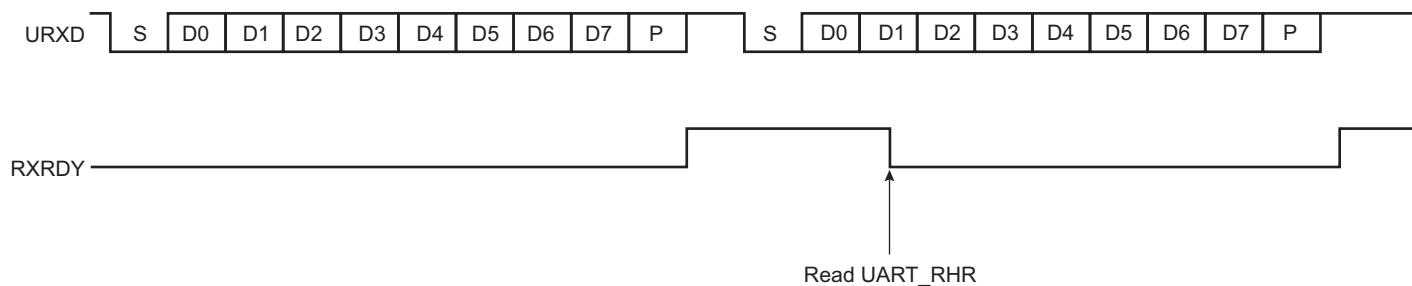 URXD S D0 D1 D2 D3 D4 D5 D6 D7 P S D0 D1 D2 D3 D4 D5 D6 D7 P
RXRDY
Read UART_RHR